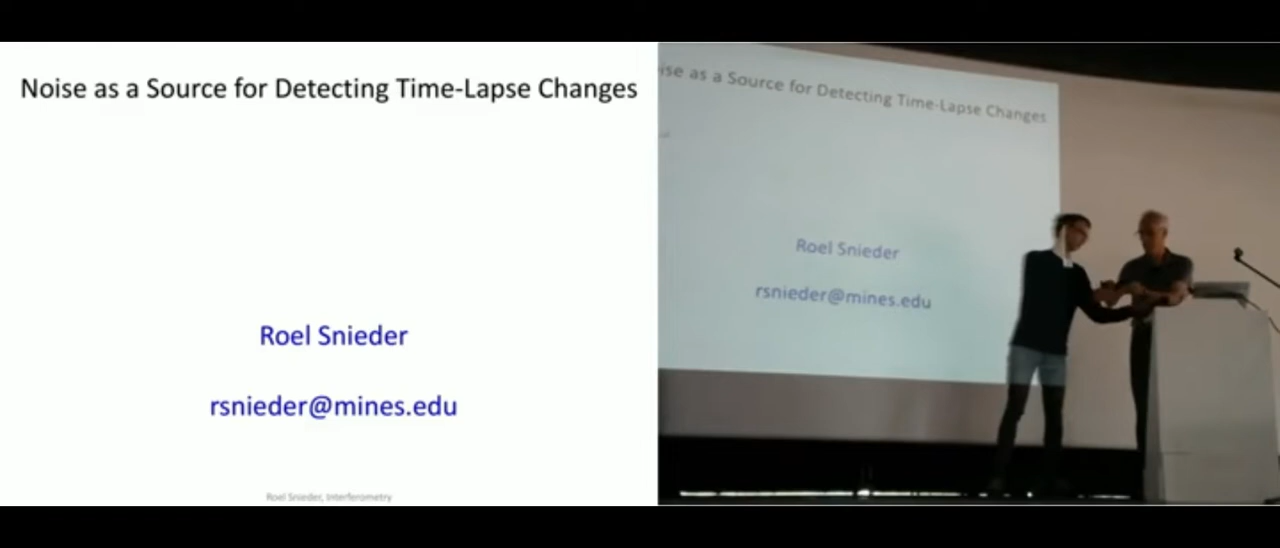 Noise as a Source for Detecting Time-Lapse Changes
Roel Snieder
rsnieder@mines.edu
Roel Snieder, Interferometry
as a Source for Detecting Time-Lapse Changes
Roel Snieder
rsnieder@mines.edu